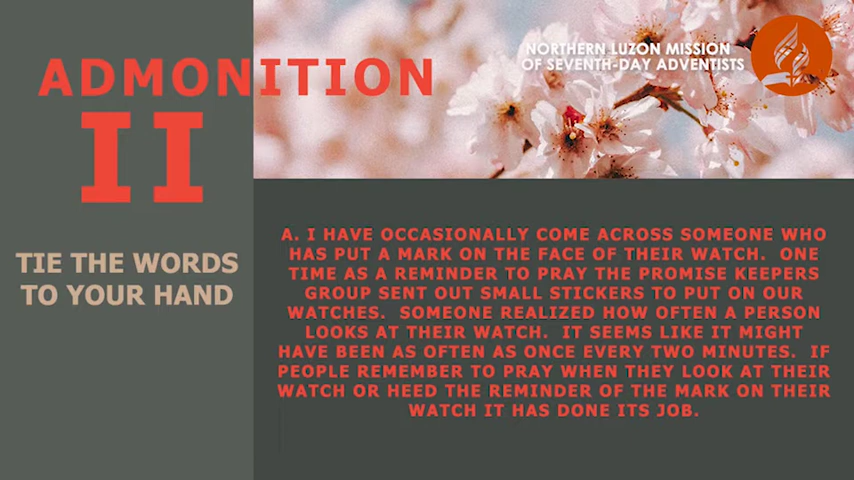 ADMONITION
II
TIE THE WORDS
TO YOUR HAND
NORTHERN LUZON MISSION
OF SEVENTH-DAY ADVENTISTS
A. I HAVE OCCASIONALLY COME ACROSS SOMEONE WHO
HAS PUT A MARK ON THE FACE OF THEIR WATCH. ONE
TIME AS A REMINDER TO PRAY THE PROMISE KEEPERS
GROUP SENT OUT SMALL STICKERS TO PUT ON OUR
WATCHES. SOMEONE REALIZED HOW OFTEN A PERSON
LOOKS AT THEIR WATCH. IT SEEMS LIKE IT MIGHT
HAVE BEEN AS OFTEN AS ONCE EVERY TWO MINUTES. IF
PEOPLE REMEMBER TO PRAY WHEN THEY LOOK AT THEIR
WATCH OR HEED THE REMINDER OF THE MARK ON THEIR
WATCH IT HAS DONE ITS JOB.